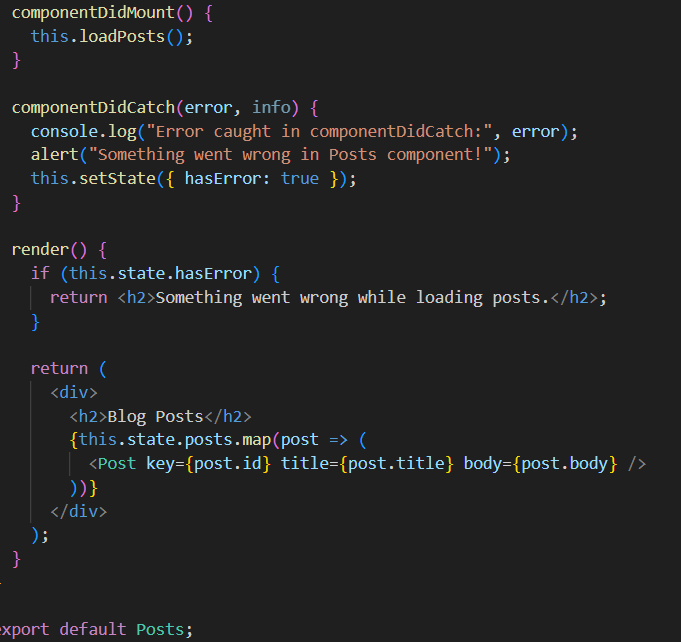 componentDidMount() {
  this.loadPosts();
}

componentDidCatch(error, info) {
  console.log("Error caught in componentDidCatch:", error);
  alert("Something went wrong in Posts component!");
  this.setState({ hasError: true });
}

render() {
  if (this.state.hasError) {
    return <h2>Something went wrong while loading posts.</h2>;
  }

  return (
    <div>
      <h2>Blog Posts</h2>
      {this.state.posts.map(post => (
        <Post key={post.id} title={post.title} body={post.body} />
      ))}
    </div>
  );
}

export default Posts;